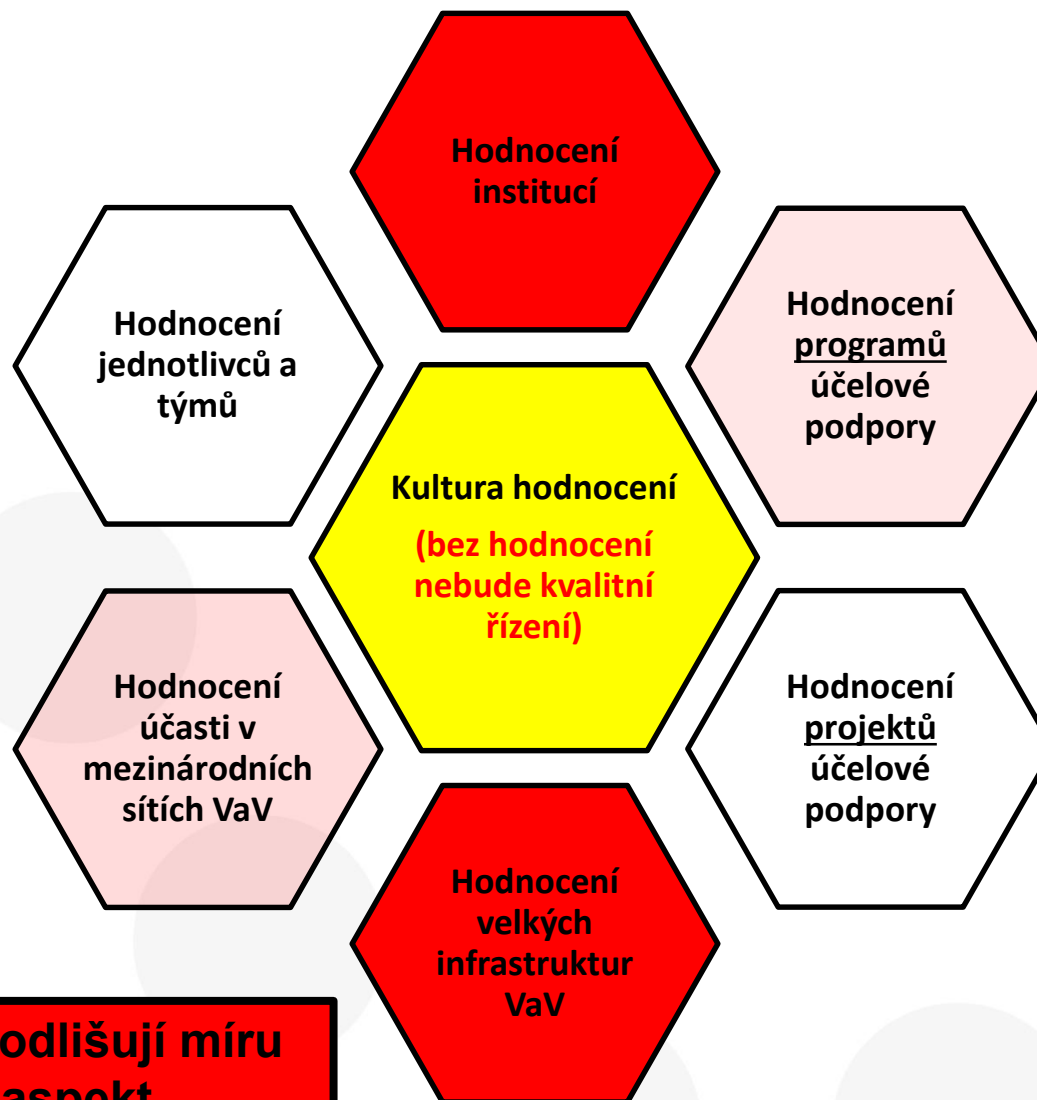 Hodnocení
institucí
Hodnocení
jednotlivců a
týmů
Hodnocení
programů
účelové
podpory
Kultura hodnocení
(bez hodnocení
nebude kvalitní
řízení)
Hodnocení
účasti v
mezinárodních
sítích VaV
Hodnocení
projektů
účelové
podpory
Hodnocení
velkých
infrastruktur
VaV
odlišují míru
aspekt